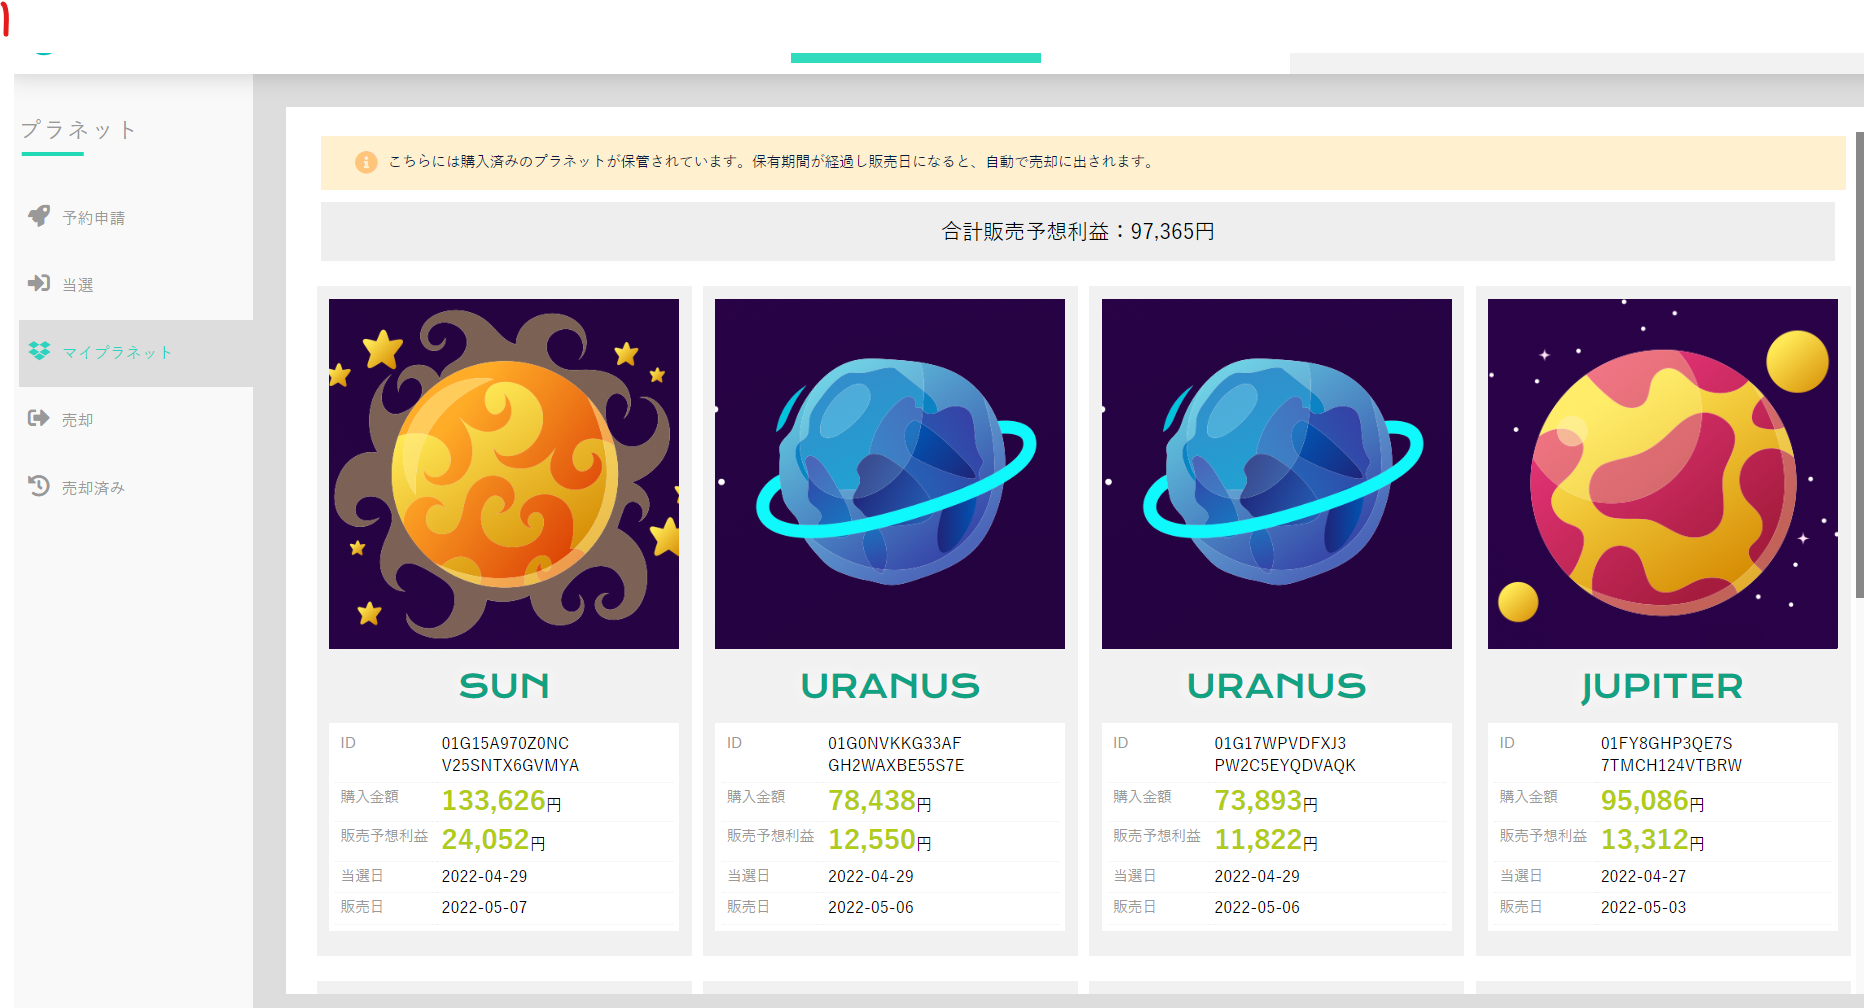 プラネット
予約申請
当選
マイプラネット
売却
売却済み
こちらには購入済みのプラネットが保管されています。保有期間が経過し販売日になると、自動で売却に出されます。
合計販売予想利益：97,365円
SUN
ID
01G15A970Z0NC
V25SNTX6GVMYA
購入金額 133,626円
販売予想利益 24,052円
当選日 2022-04-29
販売日 2022-05-07
URANUS
ID
01G0NVKKG33AF
GH2WAXBE55S7E
購入金額 78,438円
販売予想利益 12,550円
当選日 2022-04-29
販売日 2022-05-06
URANUS
ID
01G17WPVDFXJ3
PW2C5EYQDVAQK
購入金額 73,893円
販売予想利益 11,822円
当選日 2022-04-29
販売日 2022-05-06
JUPITER
ID
01FY8GHP3QE7S
7TMCH124VTBRW
購入金額 95,086円
販売予想利益 13,312円
当選日 2022-04-27
販売日 2022-05-03